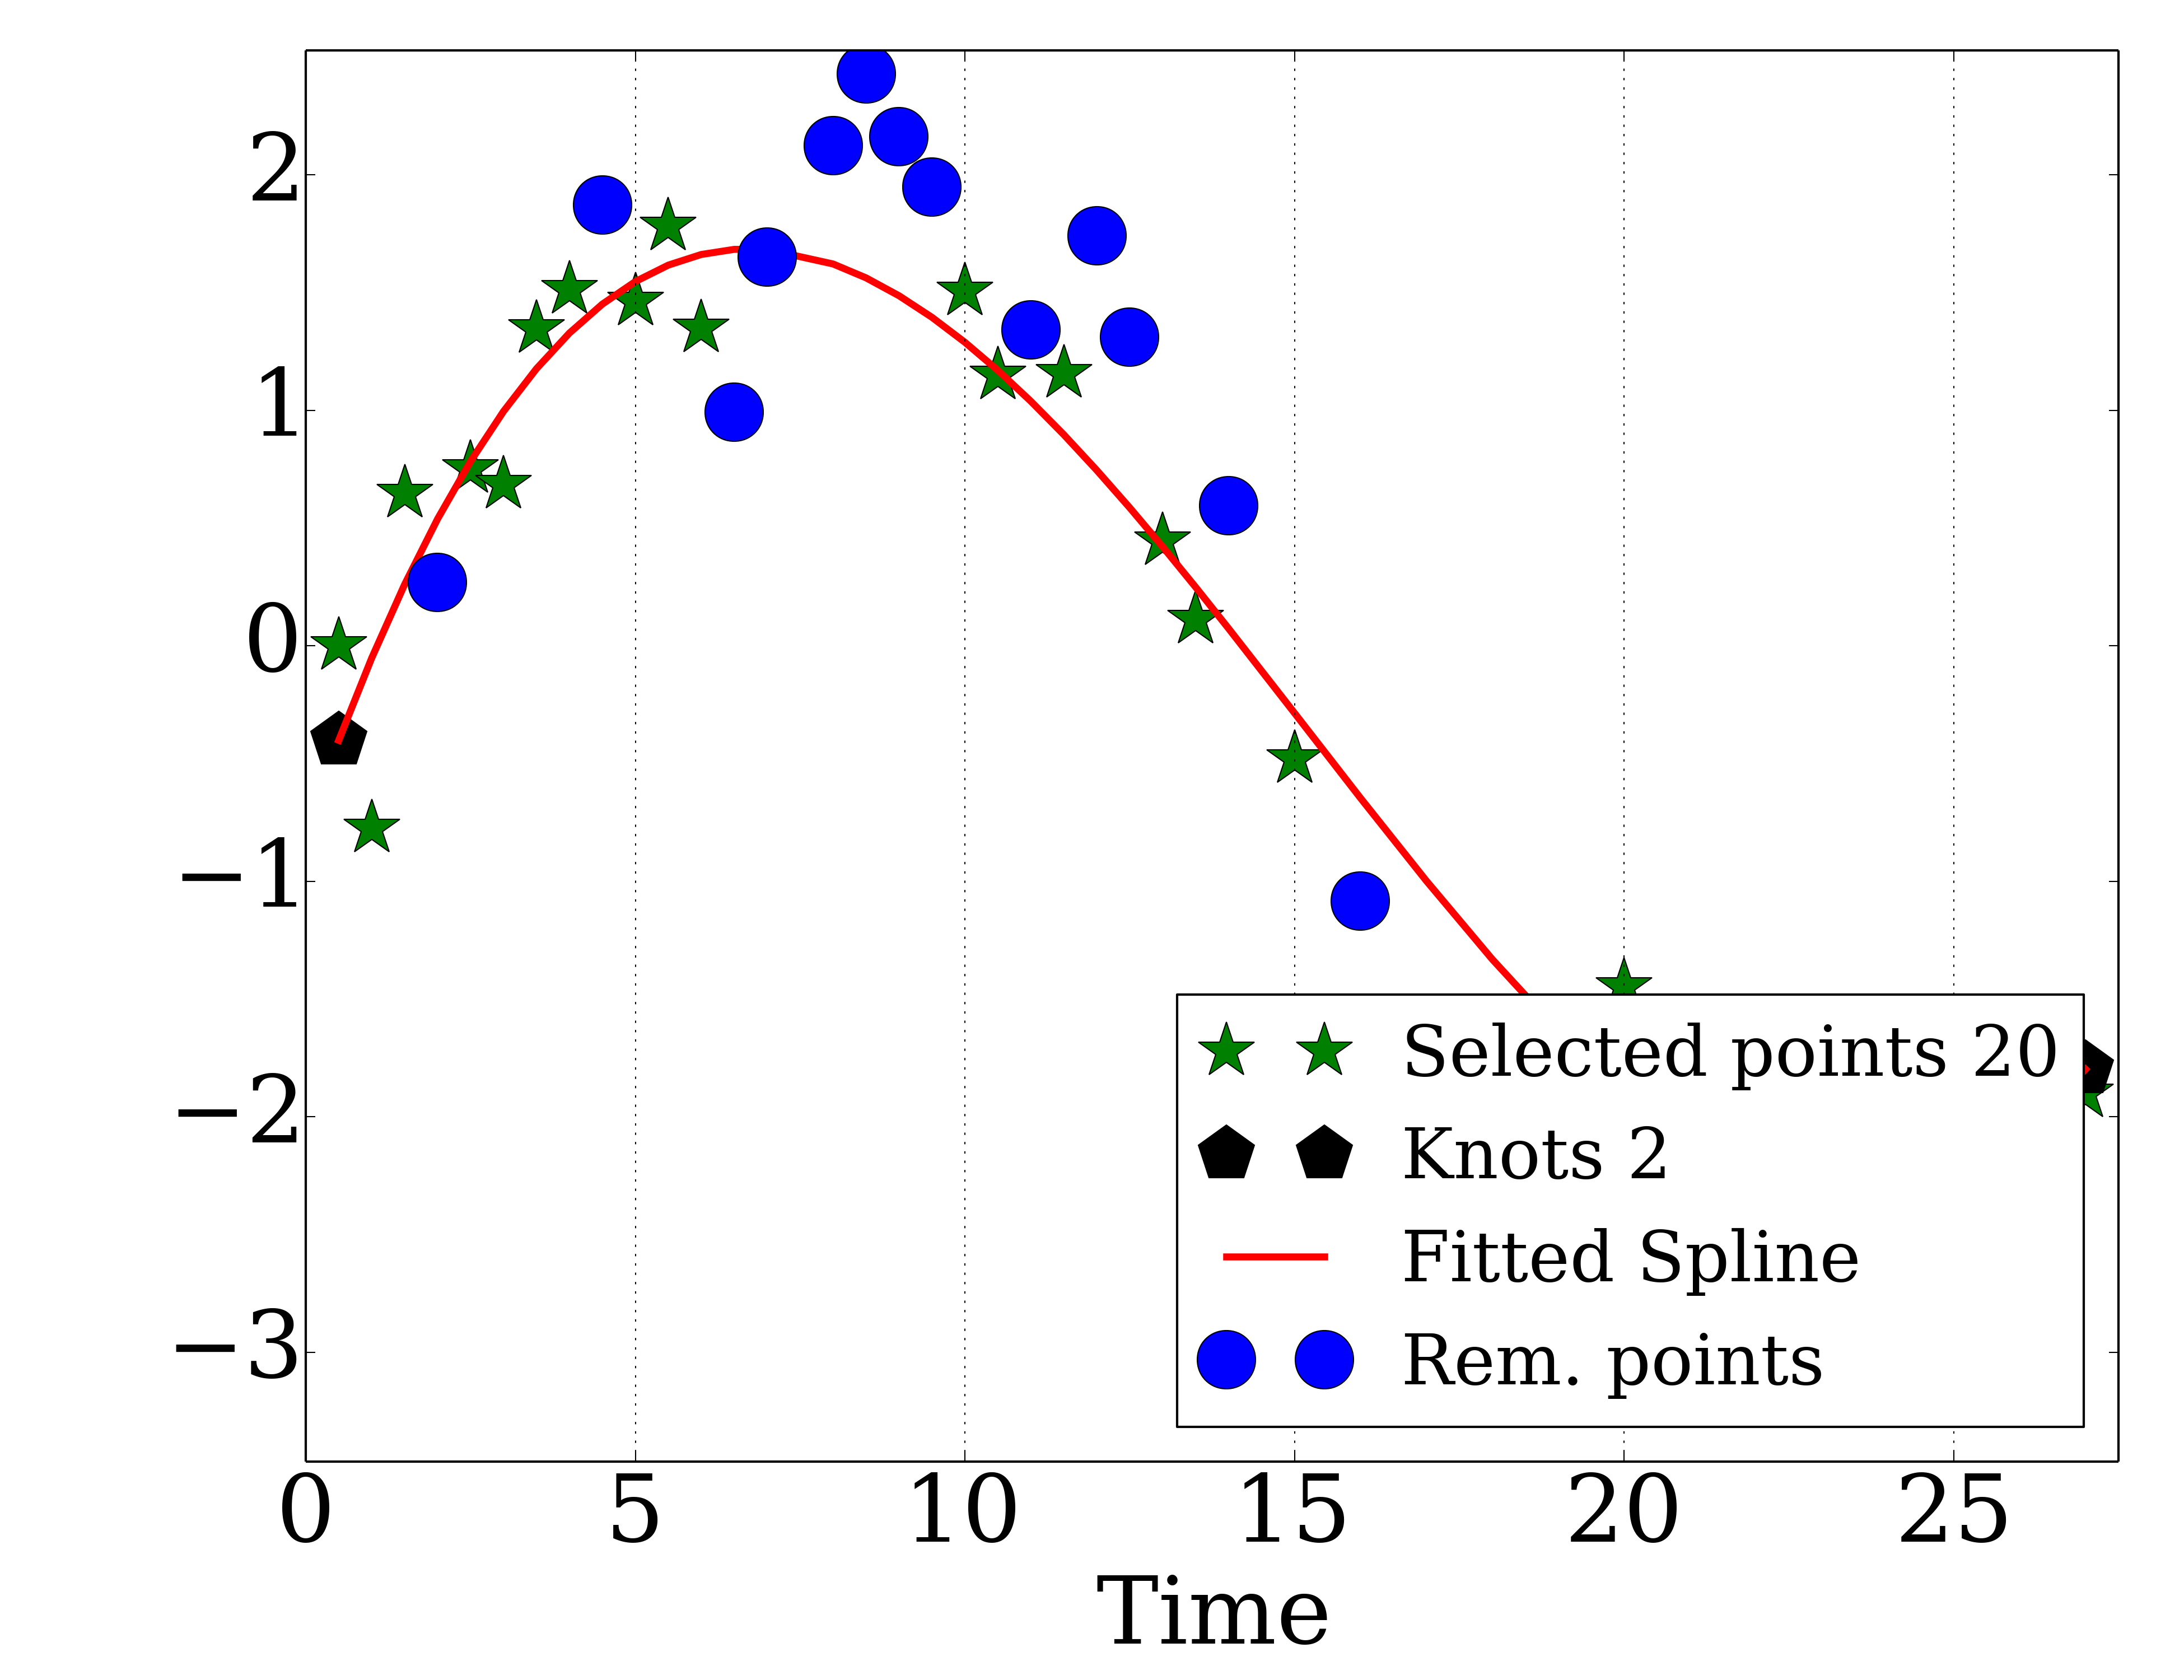 2
1
0
−1
−2
−3
0 5 10 15 20 25
Time
Selected points 20
Knots 2
Fitted Spline
Rem. points